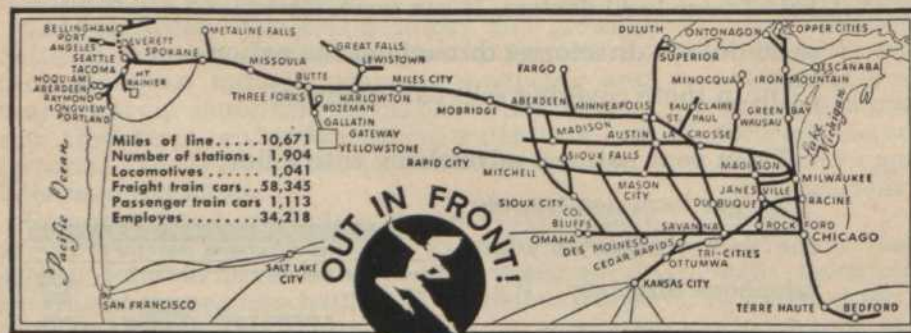 BELLINGHAM
PORT
ANGELES
EVERETT
SEATTLE
SPOKANE
TACOMA
HOQUIAM
ABERDEEN
RAYMOND
LONGVIEW
PORTLAND
MT.
RAINIER
METALINE FALLS
MISSOULA
GREAT FALLS
LEWISTOWN
BUTTE
THREE FORKS
HARLOWTON
MILES CITY
BOZEMAN
GALLATIN
GATEWAY
YELLOWSTONE
MOBRIDGE
RAPID CITY
FARGO
ABERDEEN
MINNEAPOLIS
ST.
PAUL
EAU CLAIRE
DULUTH
SUPERIOR
ONTONAGON
COPPER CITIES
ESCANABA
MINOCQUA
IRON MOUNTAIN
GREEN BAY
WAUSAU
MADISON
AUSTIN
LA CROSSE
MITCHELL
SIOUX FALLS
MASON
CITY
MADISON
JANESVILLE
MILWAUKEE
RACINE
SIOUX CITY
CO.
BLUFFS
OMAHA
DES MOINES
CEDAR RAPIDS
OTTUMWA
DUBUQUE
SAVANNA
TRI-CITIES
ROCKFORD
CHICAGO
KANSAS CITY
TERRE HAUTE
BEDFORD
Lake Michigan
Pacific Ocean
SALT LAKE
CITY
SAN FRANCISCO
Miles of line.....10,671
Number of stations. 1,904
Locomotives ...... 1,041
Freight train cars..58,345
Passenger train cars 1,113
Employes ........34,218
OUT IN FRONT!